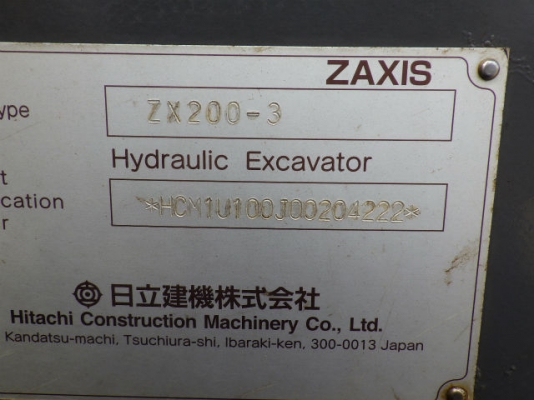 ZAXIS
ype ZX200-3
Hydraulic Excavator
t
ication *HCM1U100J00204222*
r
日立建機株式会社
Hitachi Construction Machinery Co., Ltd.
Kandatsu-machi, Tsuchiura-shi, Ibaraki-ken, 300-0013 Japan